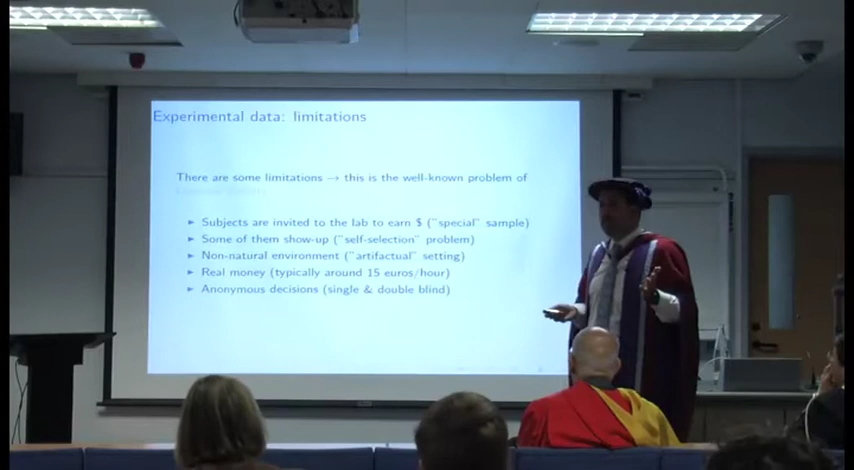 Experimental data: limitations
There are some limitations → this is the well-known problem of
► Subjects are invited to the lab to earn $ ("special" sample)
► Some of them show-up ("self-selection" problem)
► Non-natural environment ("artifactual" setting)
► Real money (typically around 15 euros/hour)
► Anonymous decisions (single & double blind)